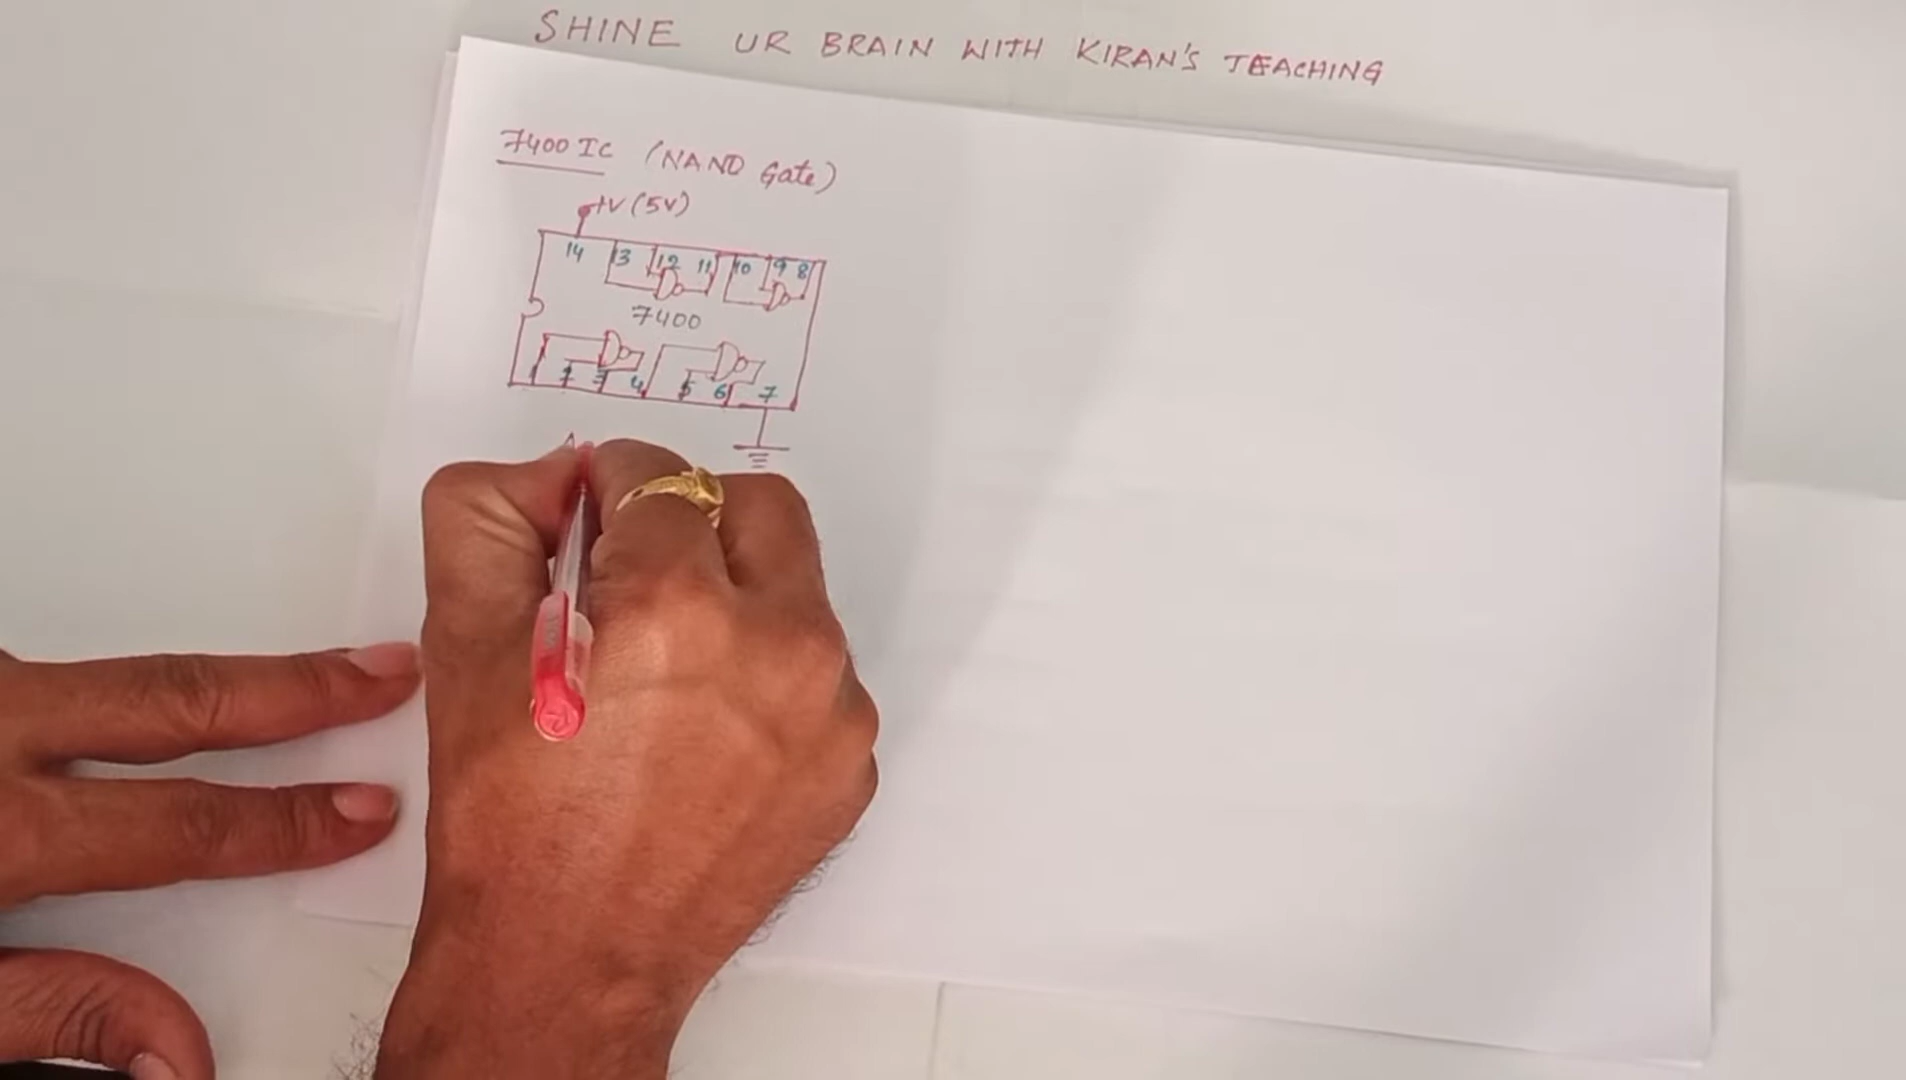 SHINE UR BRAIN WITH KIRAN'S TEACHING
7400 IC (NAND Gate)
+V (5V)
14 13 12 11 10 9 8
7400
1 2 3 4 5 6 7
A